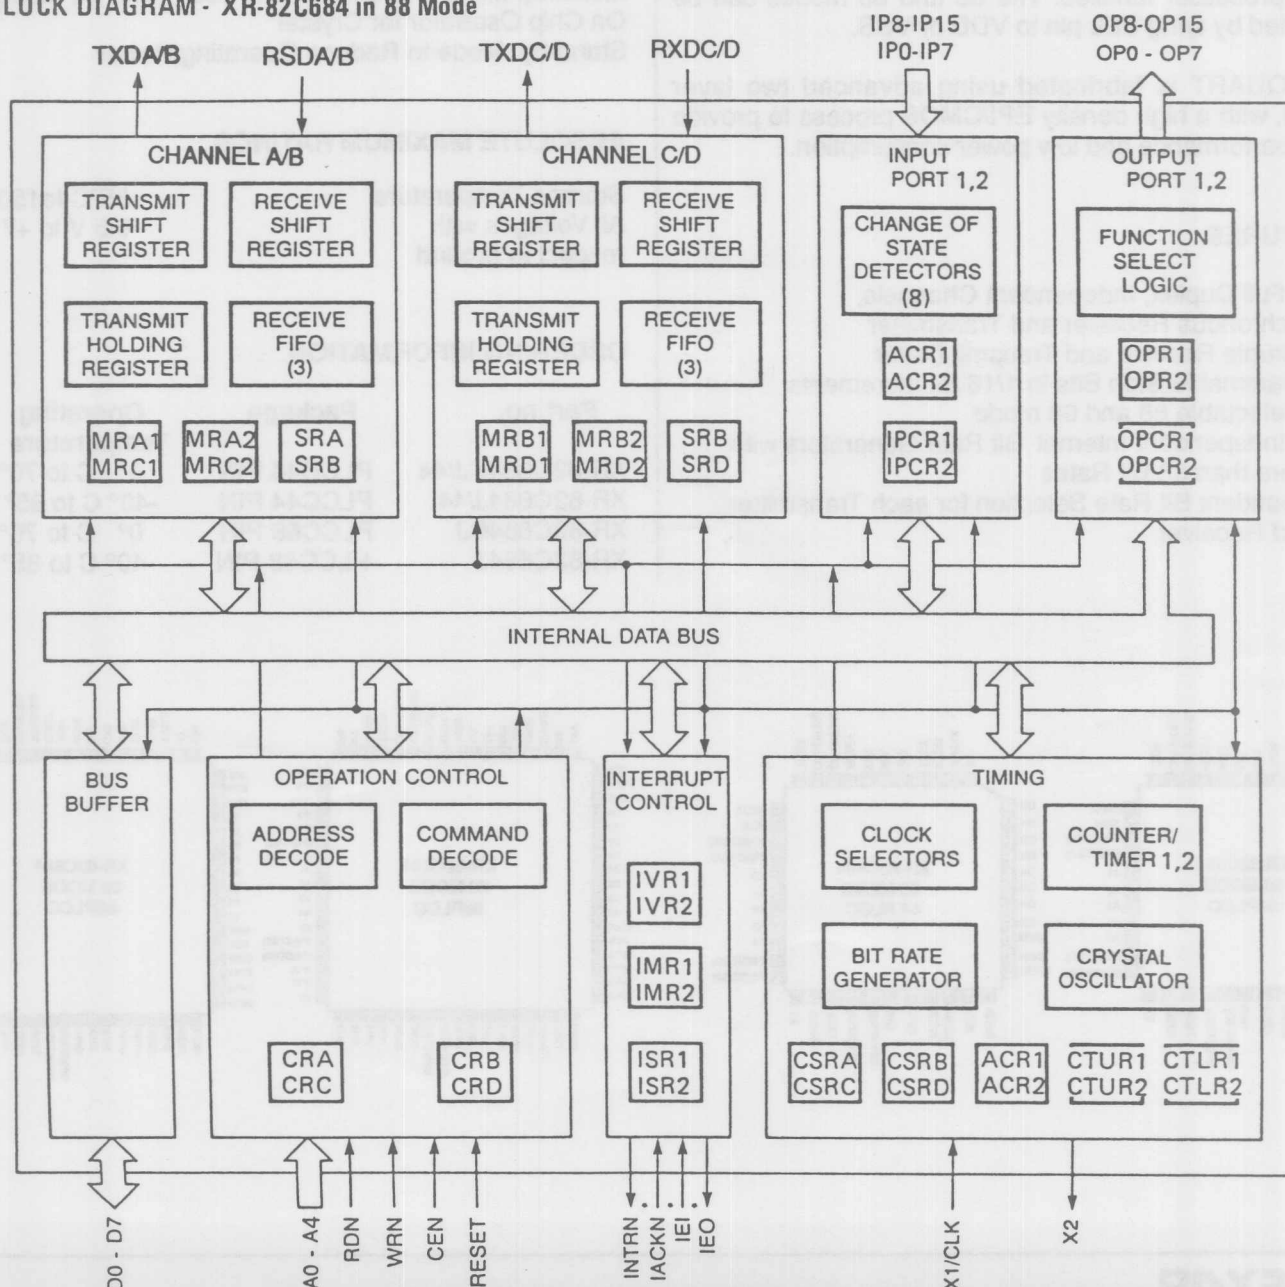 LOCK DIAGRAM - XR-82C684 in 88 Mode
TXDA/B
RSDA/B
TXDC/D
RXDC/D
IP8-IP15
IP0-IP7
OP8-OP15
OP0 - OP7
CHANNEL A/B
TRANSMIT
SHIFT
REGISTER
RECEIVE
SHIFT
REGISTER
TRANSMIT
HOLDING
REGISTER
RECEIVE
FIFO
(3)
MRA1
MRC1
MRA2
MRC2
SRA
SRB
CHANNEL C/D
TRANSMIT
SHIFT
REGISTER
RECEIVE
SHIFT
REGISTER
TRANSMIT
HOLDING
REGISTER
RECEIVE
FIFO
(3)
MRB1
MRD1
MRB2
MRD2
SRB
SRD
INPUT
PORT 1,2
CHANGE OF
STATE
DETECTORS
(8)
ACR1
ACR2
IPCR1
IPCR2
OUTPUT
PORT 1,2
FUNCTION
SELECT
LOGIC
OPR1
OPR2
OPCR1
OPCR2
INTERNAL DATA BUS
BUS
BUFFER
OPERATION CONTROL
ADDRESS
DECODE
COMMAND
DECODE
CRA
CRC
CRB
CRD
INTERRUPT
CONTROL
IVR1
IVR2
IMR1
IMR2
ISR1
ISR2
TIMING
CLOCK
SELECTORS
COUNTER/
TIMER 1,2
BIT RATE
GENERATOR
CRYSTAL
OSCILLATOR
CSRA
CSRC
CSRB
CSRD
ACR1
ACR2
CTUR1
CTUR2
CTLR1
CTLR2
D0 - D7
A0 - A4
RDN
WRN
CEN
RESET
INTRN
IACKN
IEI
IEO
X1/CLK
X2